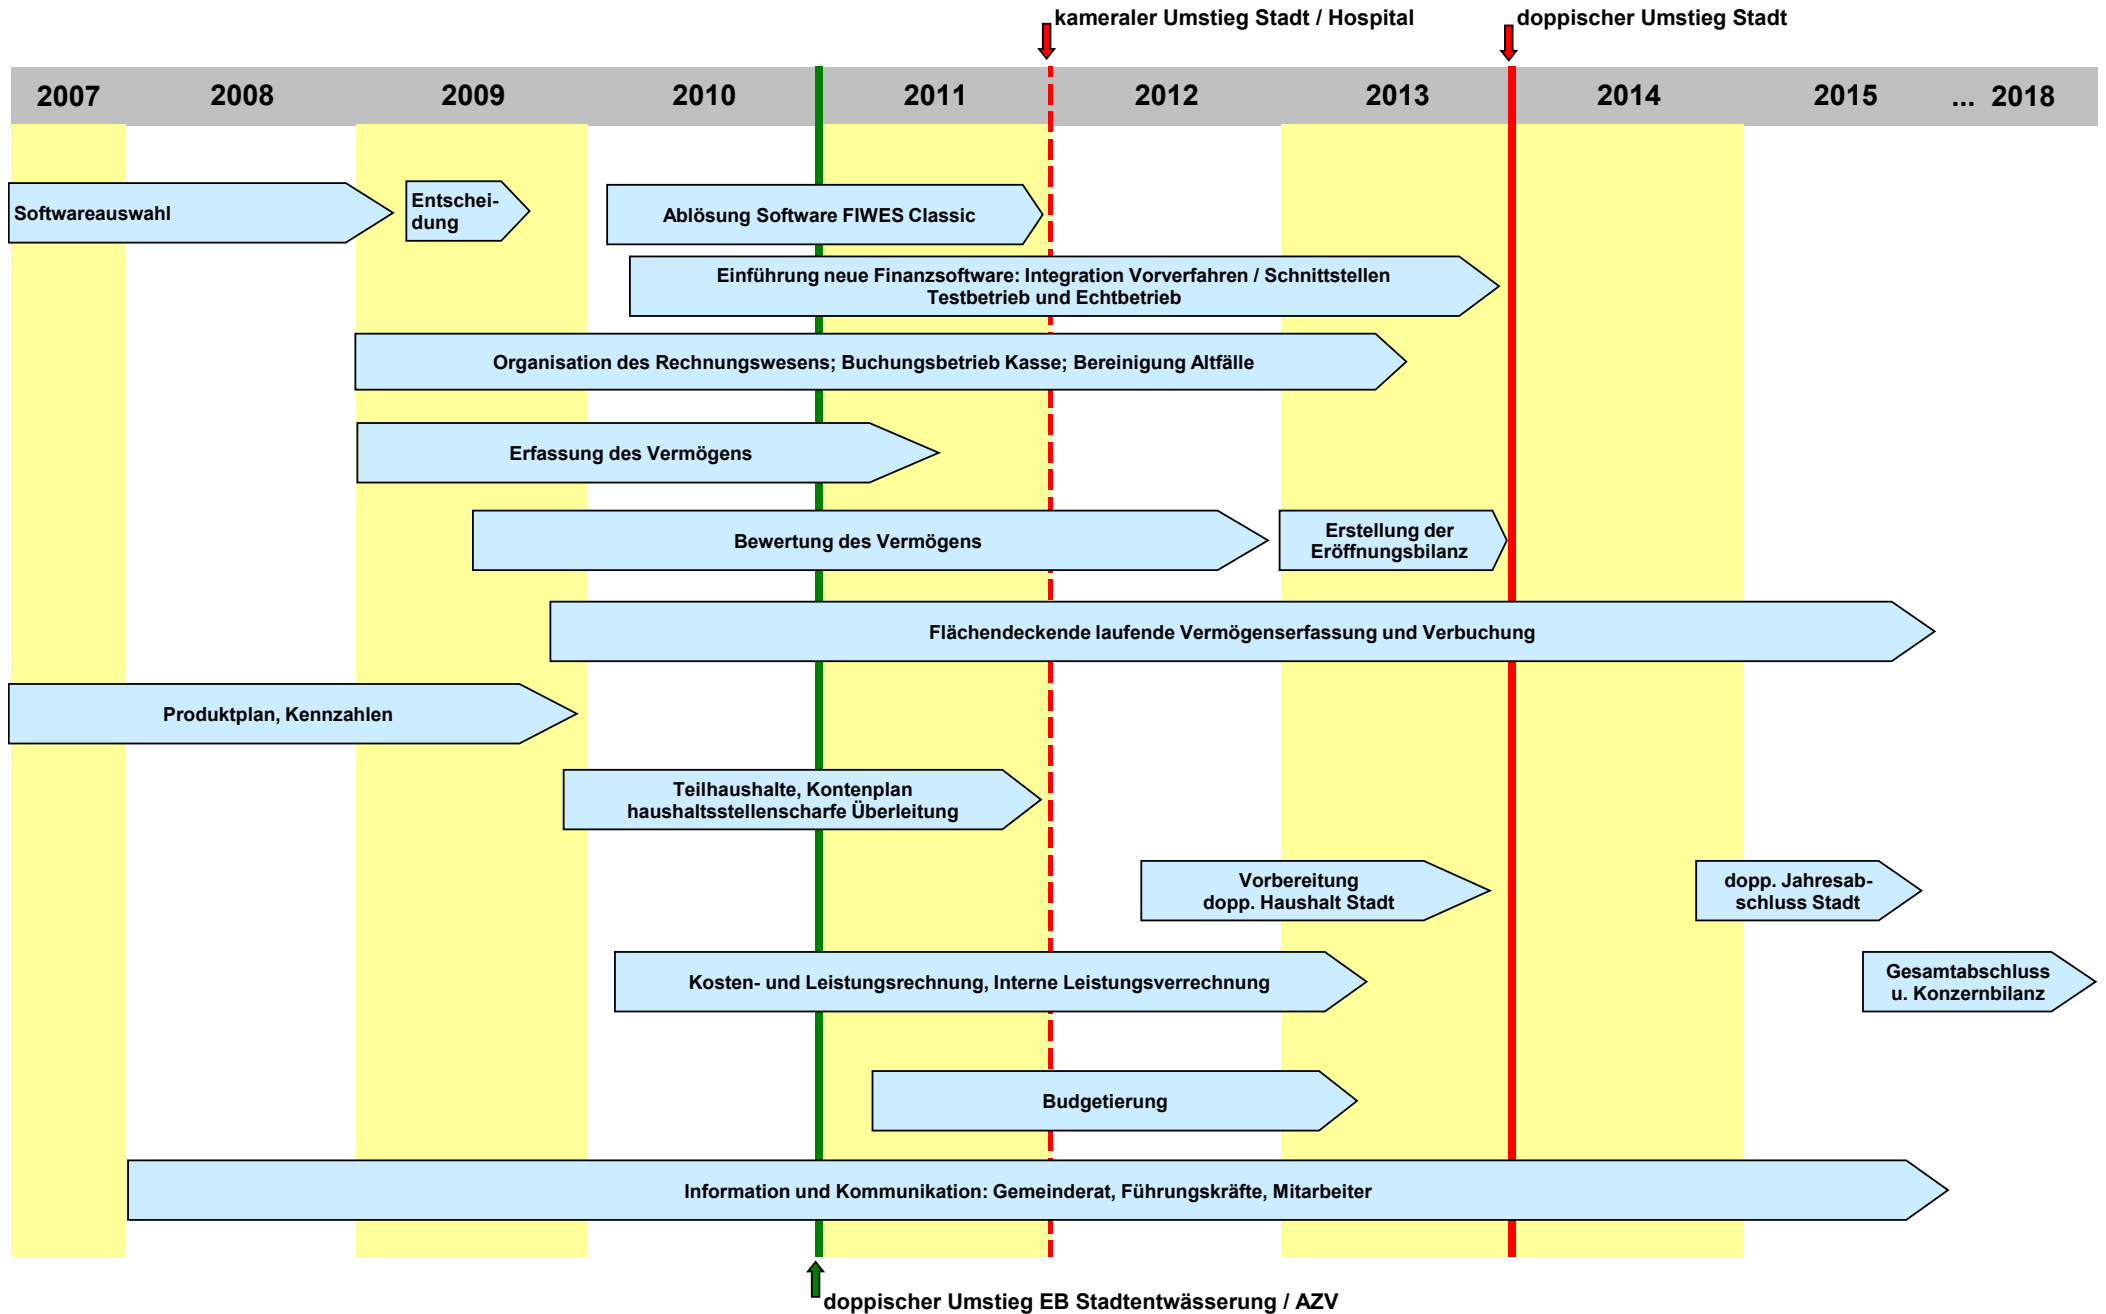 kameraler Umstieg Stadt / Hospital
doppischer Umstieg Stadt
2007 2008 2009 2010 2011 2012 2013 2014 2015 ... 2018
Softwareauswahl
Entschei-
dung
Ablösung Software FIWES Classic
Einführung neue Finanzsoftware: Integration Vorverfahren / Schnittstellen
Testbetrieb und Echtbetrieb
Organisation des Rechnungswesens; Buchungsbetrieb Kasse; Bereinigung Altfälle
Erfassung des Vermögens
Bewertung des Vermögens
Erstellung der
Eröffnungsbilanz
Flächendeckende laufende Vermögenserfassung und Verbuchung
Produktplan, Kennzahlen
Teilhaushalte, Kontenplan
haushaltsstellenscharfe Überleitung
Vorbereitung
dopp. Haushalt Stadt
dopp. Jahresab-
schluss Stadt
Kosten- und Leistungsrechnung, Interne Leistungsverrechnung
Gesamtabschluss
u. Konzernbilanz
Budgetierung
Information und Kommunikation: Gemeinderat, Führungskräfte, Mitarbeiter
doppischer Umstieg EB Stadtentwässerung / AZV